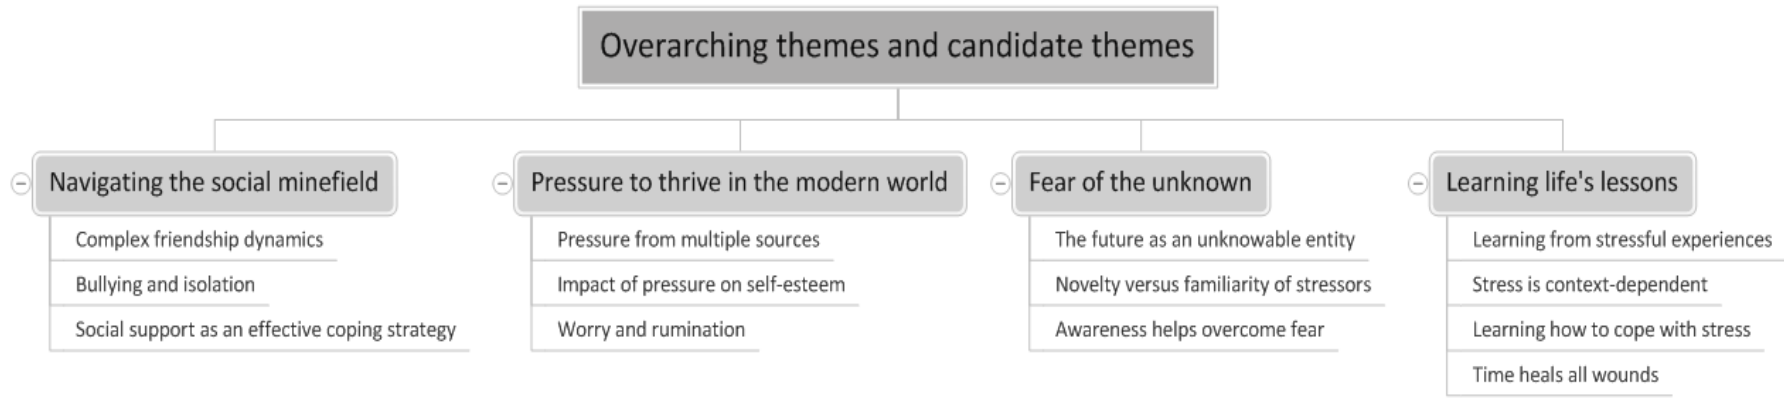 Overarching themes and candidate themes
Navigating the social minefield
Complex friendship dynamics
Bullying and isolation
Social support as an effective coping strategy
Pressure to thrive in the modern world
Pressure from multiple sources
Impact of pressure on self-esteem
Worry and rumination
Fear of the unknown
The future as an unknowable entity
Novelty versus familiarity of stressors
Awareness helps overcome fear
Learning life's lessons
Learning from stressful experiences
Stress is context-dependent
Learning how to cope with stress
Time heals all wounds